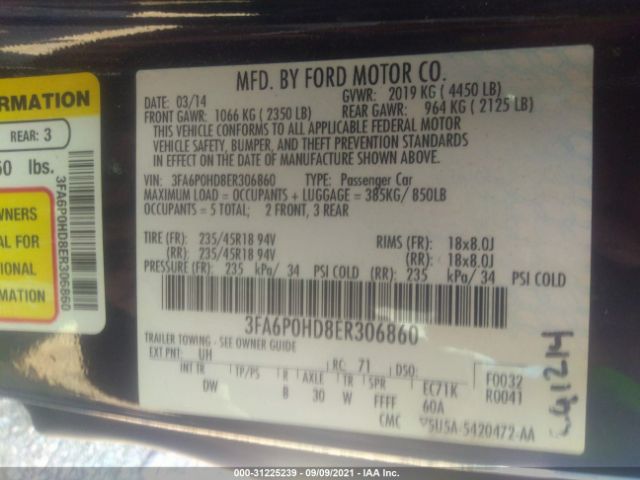 MFD. BY FORD MOTOR CO.
DATE: 03/14 GVWR: 2019 KG ( 4450 LB)
FRONT GAWR: 1066 KG ( 2350 LB) REAR GAWR: 964 KG ( 2125 LB)
THIS VEHICLE CONFORMS TO ALL APPLICABLE FEDERAL MOTOR
VEHICLE SAFETY, BUMPER, AND THEFT PREVENTION STANDARDS
IN EFFECT ON THE DATE OF MANUFACTURE SHOWN ABOVE.
VIN: 3FA6P0HD8ER306860 TYPE: Passenger Car
MAXIMUM LOAD = OCCUPANTS + LUGGAGE = 385KG/ 850LB
OCCUPANTS = 5 TOTAL; 2 FRONT, 3 REAR
TIRE (FR): 235/45R18 94V RIMS (FR): 18x8.0J
(RR): 235/45R18 94V (RR): 18x8.0J
PRESSURE (FR): 235 kPa/ 34 PSI COLD (RR): 235 kPa/ 34 PSI COLD
3FA6P0HD8ER306860
TRAILER TOWING - SEE OWNER GUIDE
EXT PNT: UH RC: 71 DSO:
INT TR TP/PS R AXLE TR SPR EC71K F0032
DW B 30 W FFFF 60A R0041
CMC 5U5A-5420472-AA
ORMATION
REAR: 3
lbs.
WNERS
AL FOR
IONAL
MATION
3FA6P0HD8ER306860
000-31225239 - 09/09/2021 - IAA Inc.